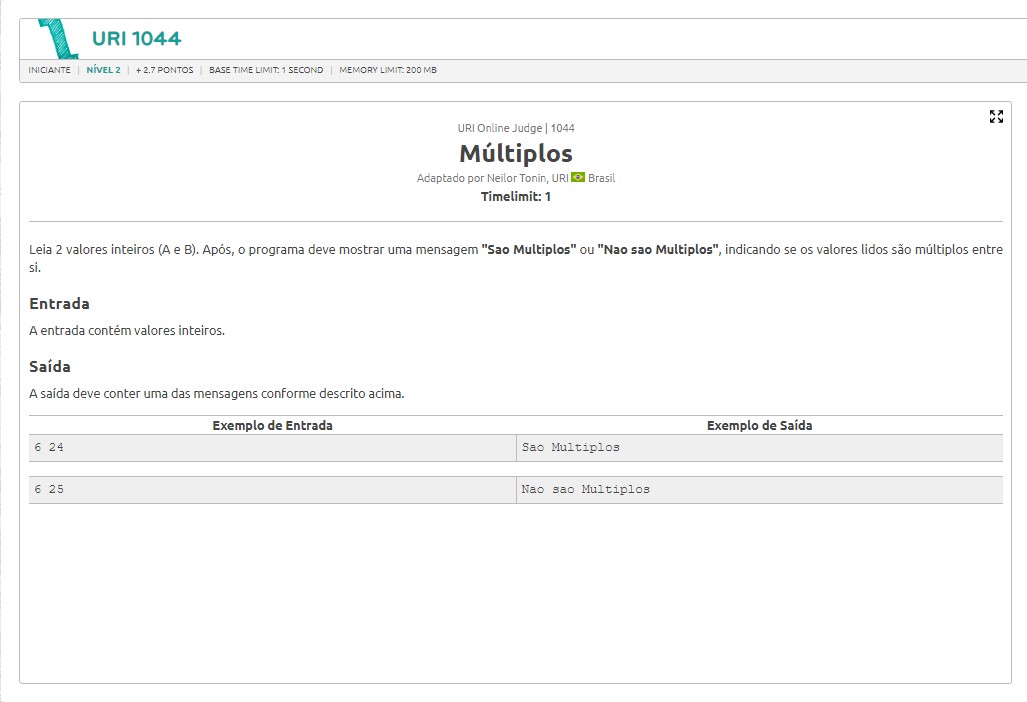 URI 1044
INICIANTE | NÍVEL 2 | + 2.7 PONTOS | BASE TIME LIMIT: 1 SECOND | MEMORY LIMIT: 200 MB
URI Online Judge | 1044
Múltiplos
Adaptado por Neilor Tonin, URI Brasil
Timelimit: 1
Leia 2 valores inteiros (A e B). Após, o programa deve mostrar uma mensagem "Sao Multiplos" ou "Nao sao Multiplos", indicando se os valores lidos são múltiplos entre
si.
Entrada
A entrada contém valores inteiros.
Saída
A saída deve conter uma das mensagens conforme descrito acima.
Exemplo de Entrada Exemplo de Saída
6 24 Sao Multiplos
6 25 Nao sao Multiplos